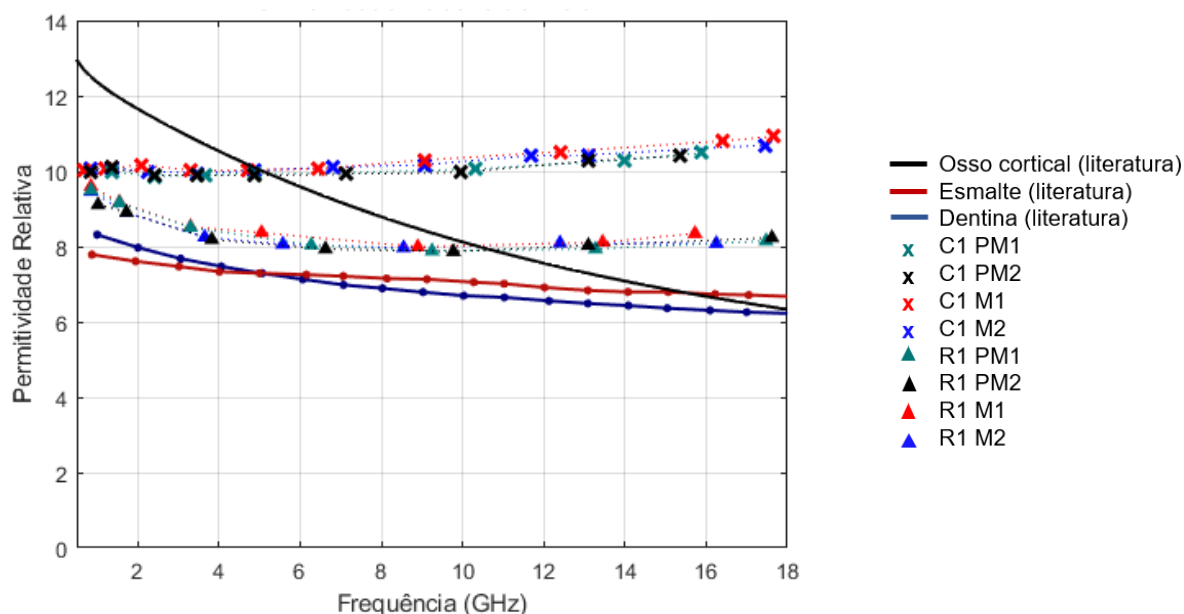 14
12
10
8
6
4
2
0
Permitividade Relativa
2
4
6
8
10
12
14
16
18
Frequência (GHz)
Osso cortical (literatura)
Esmalte (literatura)
Dentina (literatura)
C1 PM1
C1 PM2
C1 M1
C1 M2
R1 PM1
R1 PM2
R1 M1
R1 M2